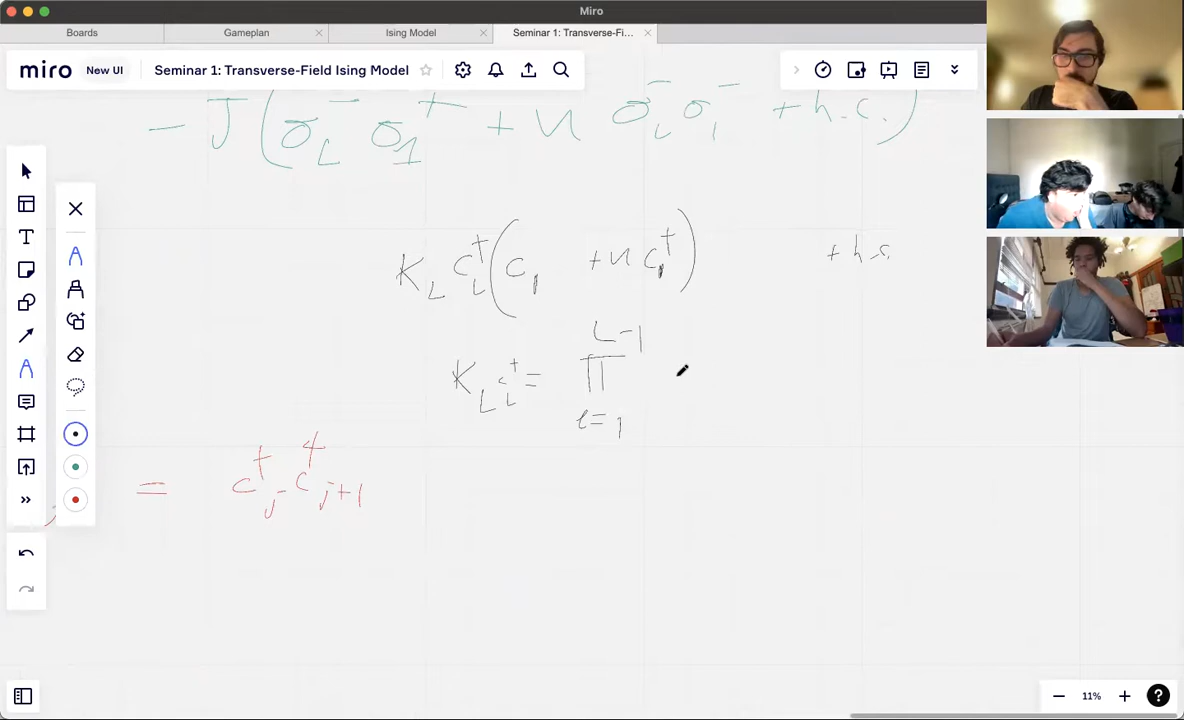 Miro
Boards
Gameplan
Ising Model
Seminar 1: Transverse-Fi...
miro New UI Seminar 1: Transverse-Field Ising Model
- J(σ_L^- σ_1^+ + η σ_L^- σ_1^- + h.c.)
K_L c_L^†(c_1 + η c_1^†) + h.c.
K_L c_L^† = ∏_{l=1}^{L-1}
= c_j^† c_{j+1}^†
11%